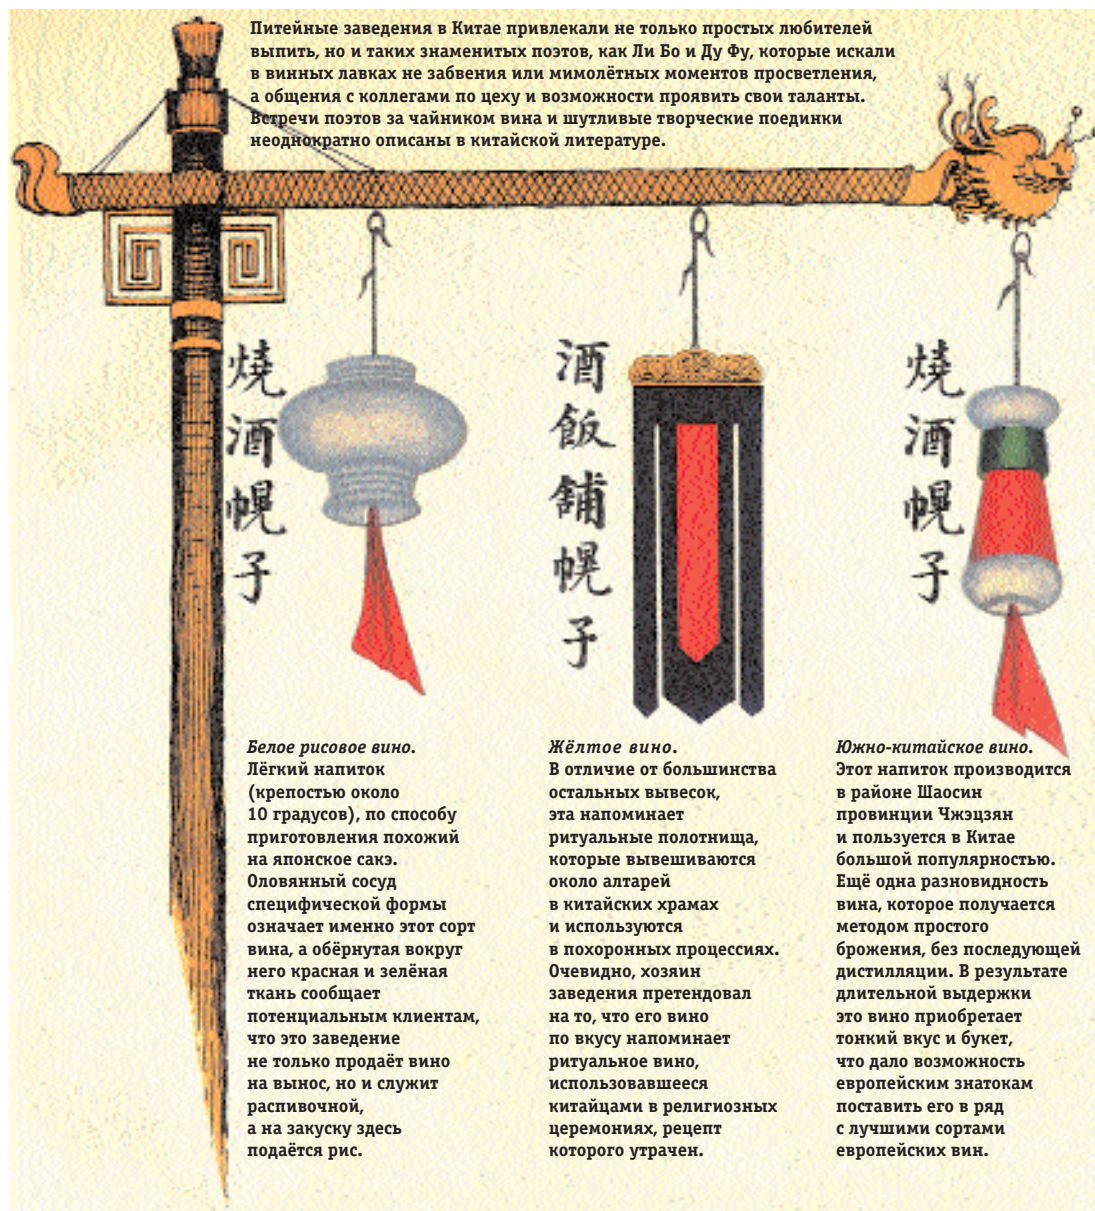 Питейные заведения в Китае привлекали не только простых любителей
выпить, но и таких знаменитых поэтов, как Ли Бо и Ду Фу, которые искали
в винных лавках не забвения или мимолётных моментов просветления,
а общения с коллегами по цеху и возможности проявить свои таланты.
Встречи поэтов за чайником вина и шутливые творческие поединки
неоднократно описаны в китайской литературе.
燒酒幌子
酒飯舖幌子
燒酒幌子
Белое рисовое вино.
Лёгкий напиток
(крепостью около
10 градусов), по способу
приготовления похожий
на японское сакэ.
Оловянный сосуд
специфической формы
означает именно этот сорт
вина, а обёрнутая вокруг
него красная и зелёная
ткань сообщает
потенциальным клиентам,
что это заведение
не только продаёт вино
на вынос, но и служит
распивочной,
а на закуску здесь
подаётся рис.
Жёлтое вино.
В отличие от большинства
остальных вывесок,
эта напоминает
ритуальные полотнища,
которые вывешиваются
около алтарей
в китайских храмах
и используются
в похоронных процессиях.
Очевидно, хозяин
заведения претендовал
на то, что его вино
по вкусу напоминает
ритуальное вино,
использовавшееся
китайцами в религиозных
церемониях, рецепт
которого утрачен.
Южно-китайское вино.
Этот напиток производится
в районе Шаосин
провинции Чжэцзян
и пользуется в Китае
большой популярностью.
Ещё одна разновидность
вина, которое получается
методом простого
брожения, без последующей
дистилляции. В результате
длительной выдержки
это вино приобретает
тонкий вкус и букет,
что дало возможность
европейским знатокам
поставить его в ряд
с лучшими сортами
европейских вин.